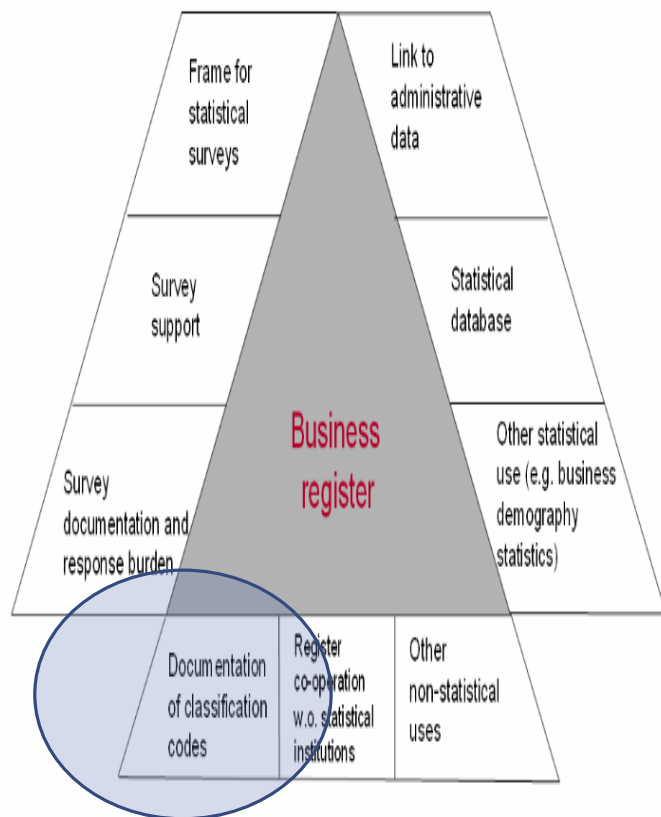 Frame for
statistical
surveys
Link to
administrative
data
Survey
support
Statistical
database
Business
register
Survey
documentation and
response burden
Other statistical
use (e.g. business
demography
statistics)
Documentation
of classification
codes
Register
co-operation
w.o. statistical
institutions
Other
non-statistical
uses